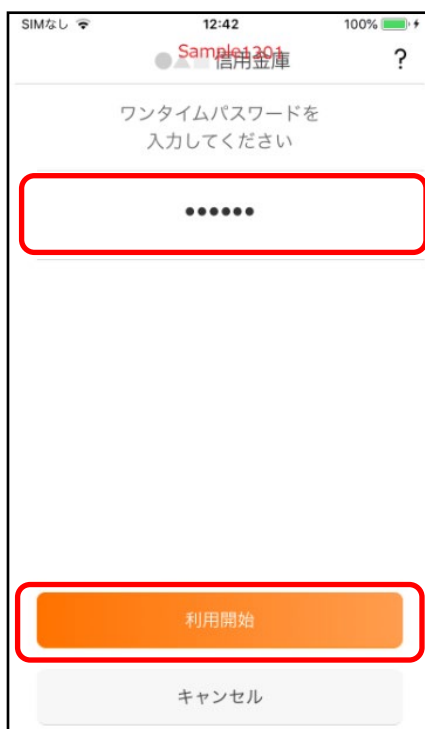 SIMなし 12:42 100%
●▲■信用金庫 ?
Sample1201
ワンタイムパスワードを
入力してください
••••••
利用開始
キャンセル